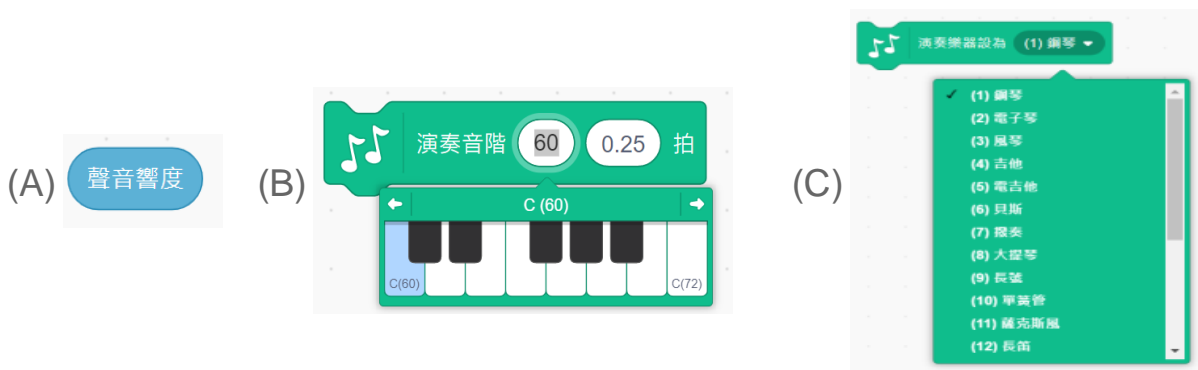 (A) 聲音響度
(B) 演奏音階 60 0.25 拍
C (60)
C(60) C(72)
(C) 演奏樂器設為 (1) 鋼琴
(1) 鋼琴
(2) 電子琴
(3) 風琴
(4) 吉他
(5) 電吉他
(6) 貝斯
(7) 撥奏
(8) 大提琴
(9) 長號
(10) 單簧管
(11) 薩克斯風
(12) 長笛